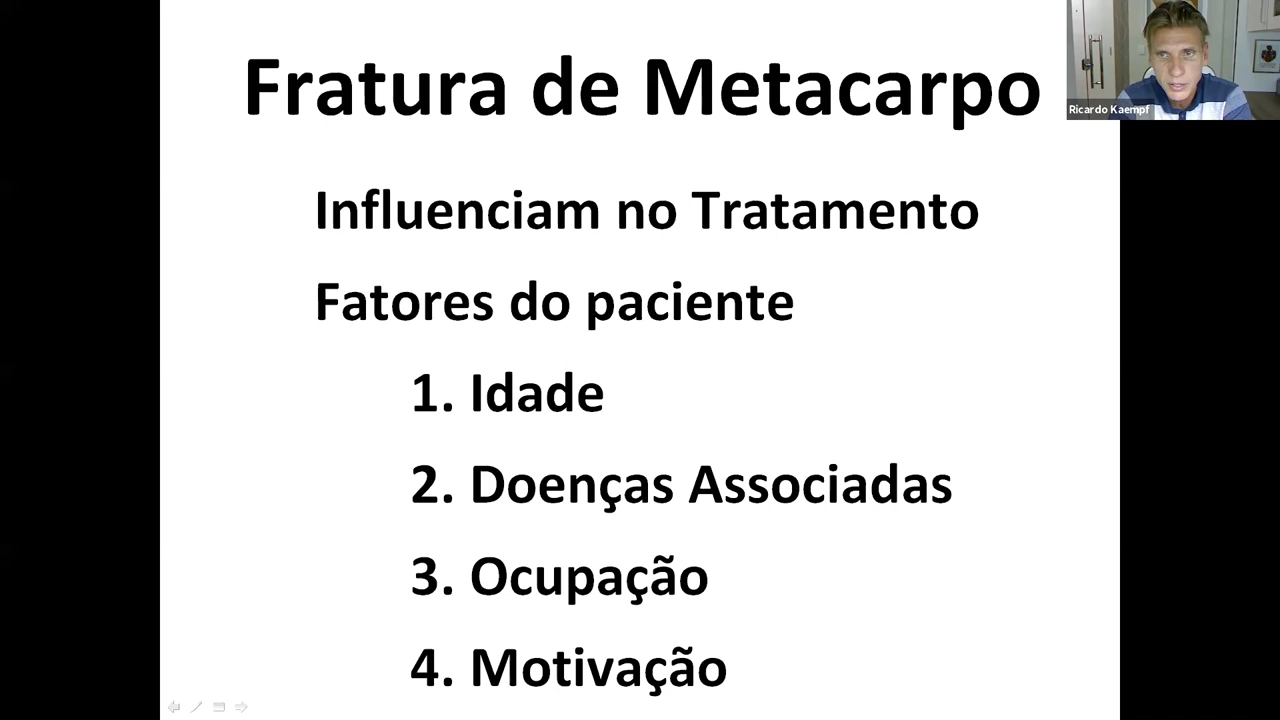 Fratura de Metacarpo
Ricardo Kaempf
Influenciam no Tratamento
Fatores do paciente
1. Idade
2. Doenças Associadas
3. Ocupação
4. Motivação